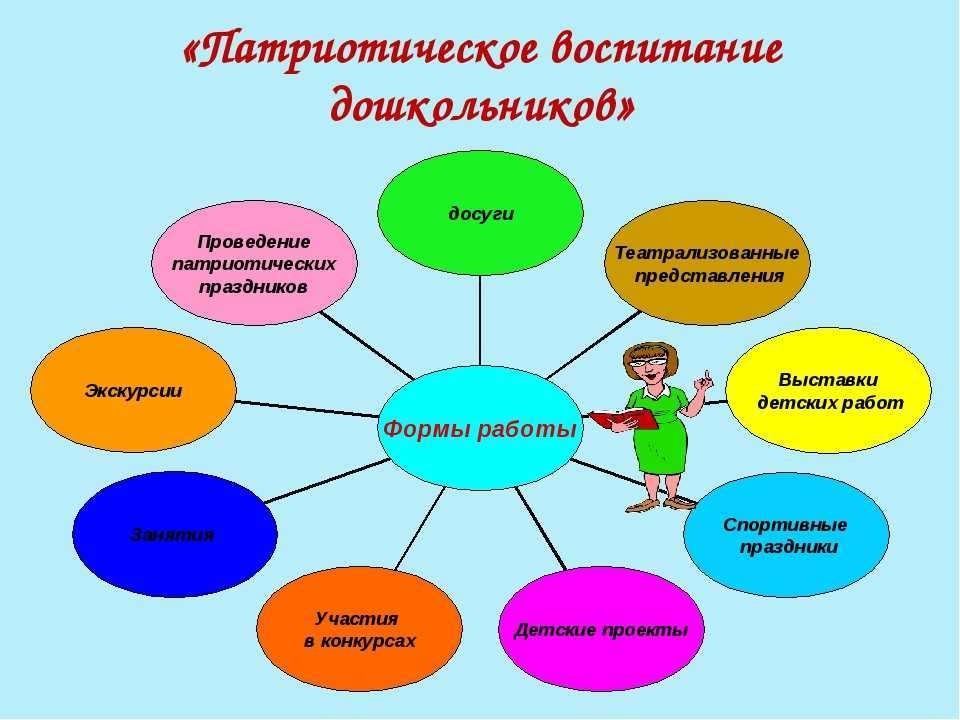 «Патриотическое воспитание
дошкольников»
досуги
Проведение
патриотических
праздников
Театрализованные
представления
Экскурсии
Выставки
детских работ
Формы работы
Занятия
Спортивные
праздники
Участия
в конкурсах
Детские проекты